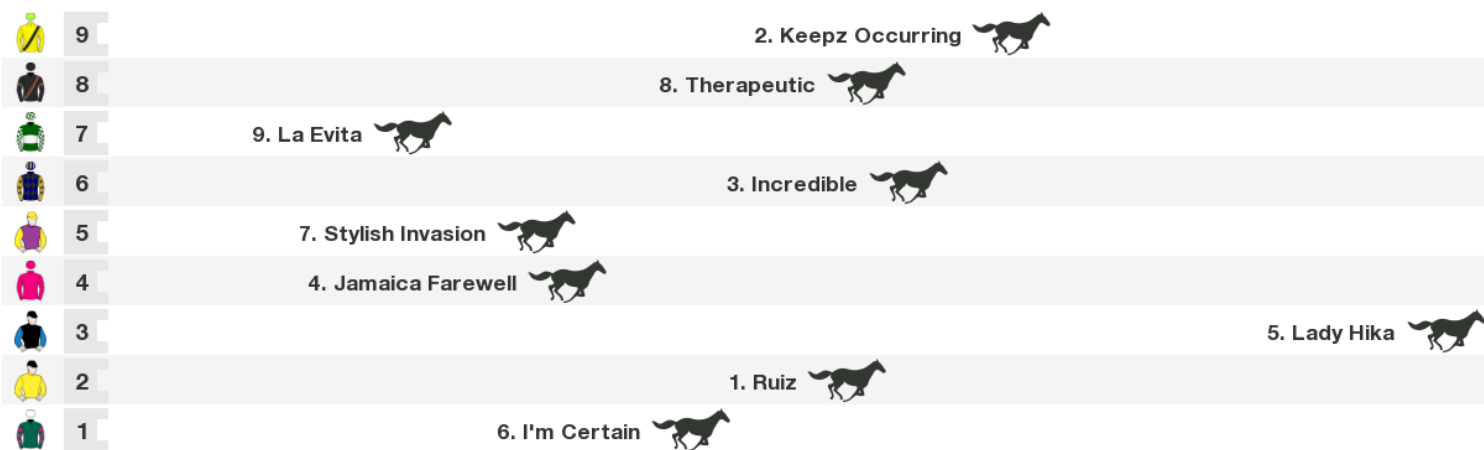 9 2. Keepz Occurring
8 8. Therapeutic
7 9. La Evita
6 3. Incredible
5 7. Stylish Invasion
4 4. Jamaica Farewell
3 5. Lady Hika
2 1. Ruiz
1 6. I'm Certain